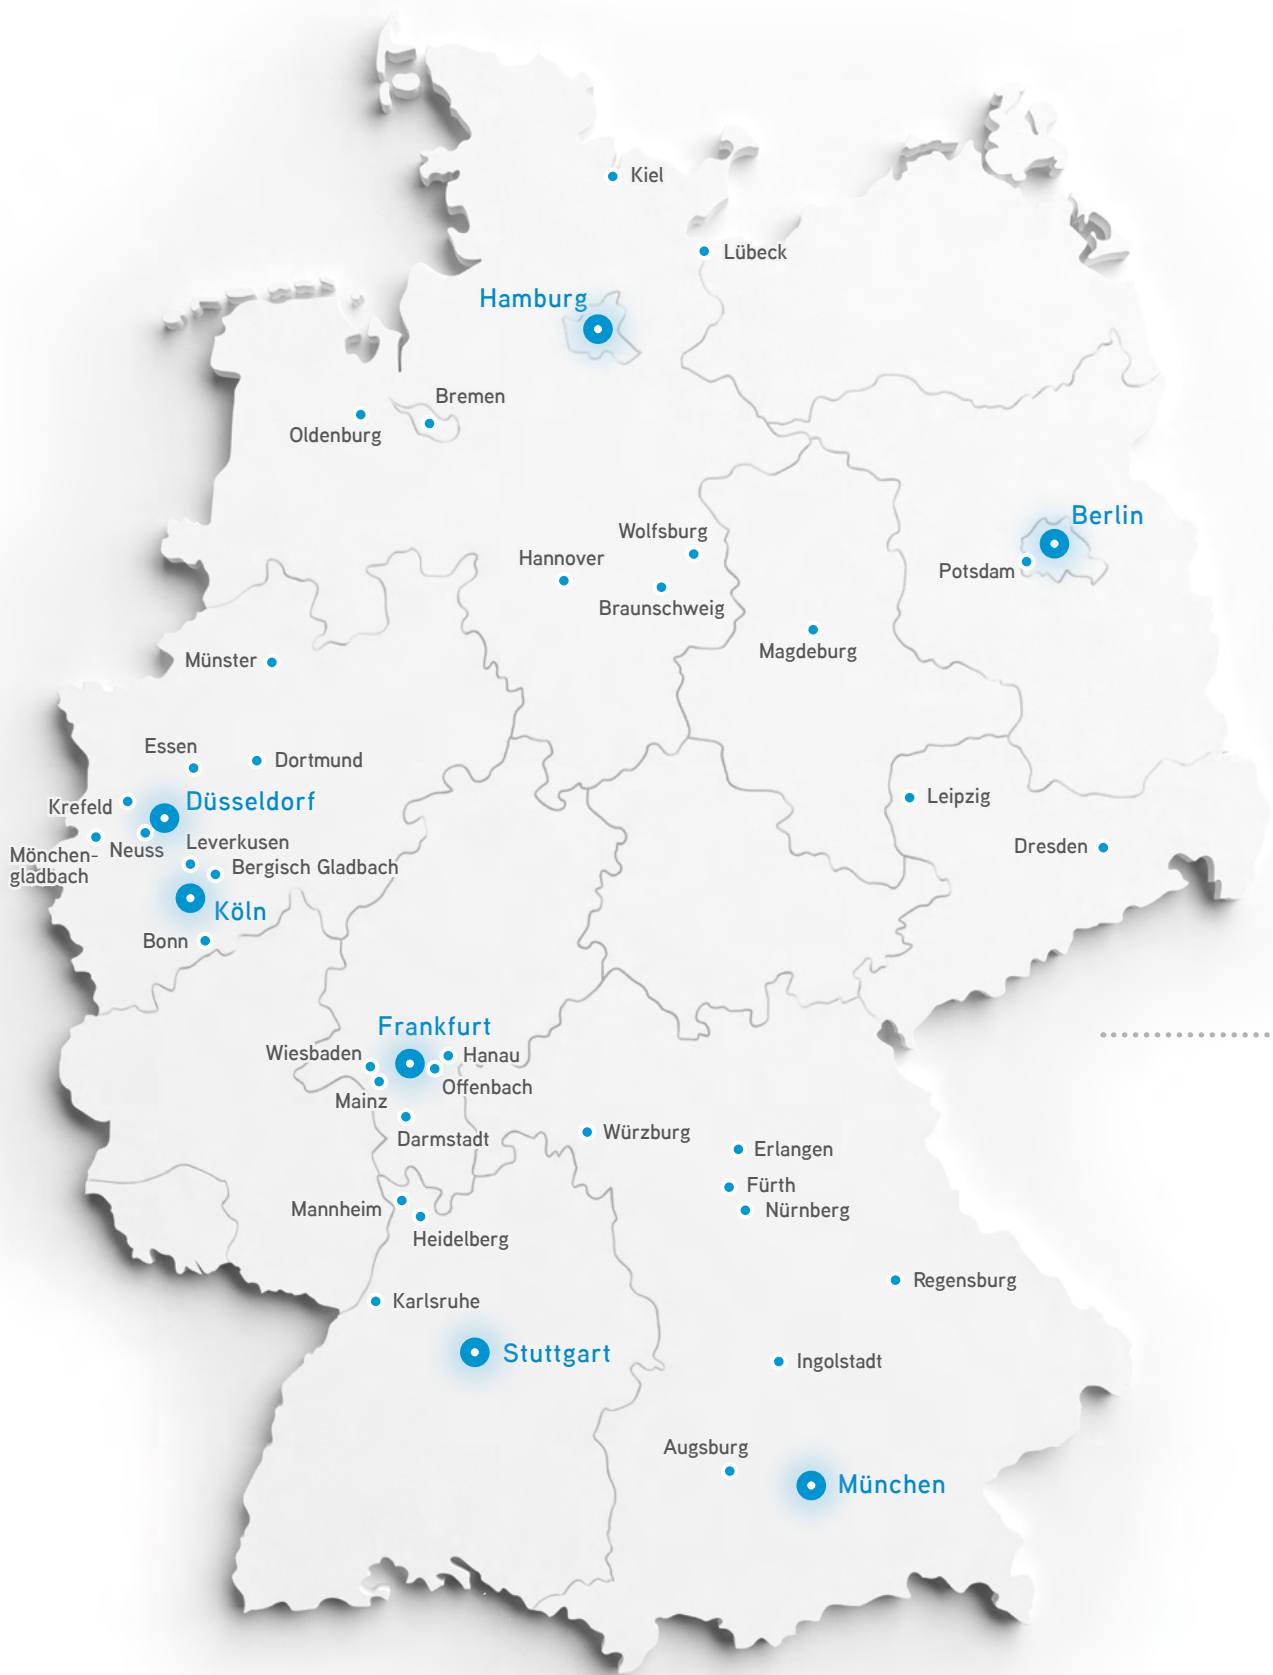 Kiel
Lübeck
Hamburg
Bremen
Oldenburg
Berlin
Wolfsburg
Hannover
Potsdam
Braunschweig
Magdeburg
Münster
Essen
Dortmund
Krefeld
Düsseldorf
Leipzig
Leverkusen
Neuss
Dresden
Mönchen-
gladbach
Bergisch Gladbach
Köln
Bonn
Frankfurt
Wiesbaden
Hanau
Offenbach
Mainz
Darmstadt
Würzburg
Erlangen
Fürth
Mannheim
Nürnberg
Heidelberg
Regensburg
Karlsruhe
Stuttgart
Ingolstadt
Augsburg
München